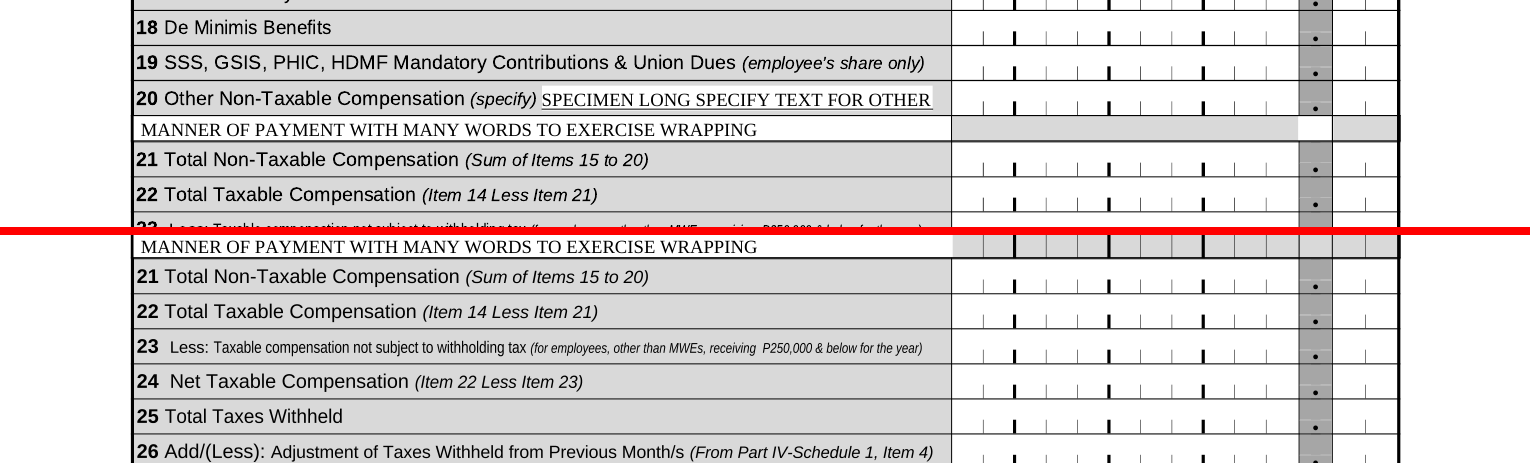 18 De Minimis Benefits
19 SSS, GSIS, PHIC, HDMF Mandatory Contributions & Union Dues (employee's share only)
20 Other Non-Taxable Compensation (specify) SPECIMEN LONG SPECIFY TEXT FOR OTHER
MANNER OF PAYMENT WITH MANY WORDS TO EXERCISE WRAPPING
21 Total Non-Taxable Compensation (Sum of Items 15 to 20)
22 Total Taxable Compensation (Item 14 Less Item 21)
MANNER OF PAYMENT WITH MANY WORDS TO EXERCISE WRAPPING
21 Total Non-Taxable Compensation (Sum of Items 15 to 20)
22 Total Taxable Compensation (Item 14 Less Item 21)
23 Less: Taxable compensation not subject to withholding tax (for employees, other than MWEs, receiving P250,000 & below for the year)
24 Net Taxable Compensation (Item 22 Less Item 23)
25 Total Taxes Withheld
26 Add/(Less): Adjustment of Taxes Withheld from Previous Month/s (From Part IV-Schedule 1, Item 4)